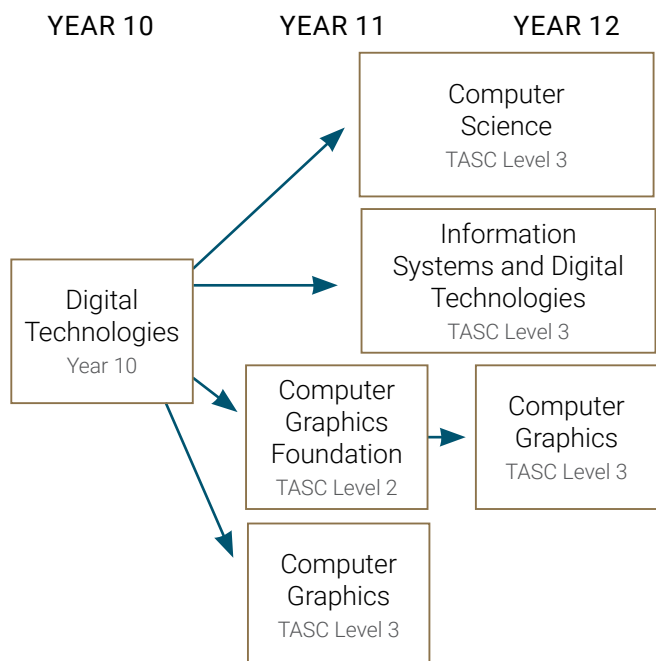 YEAR 10
YEAR 11
YEAR 12
Computer
Science
TASC Level 3
Information
Systems and Digital
Technologies
TASC Level 3
Digital
Technologies
Year 10
Computer
Graphics
Foundation
TASC Level 2
Computer
Graphics
TASC Level 3
Computer
Graphics
TASC Level 3